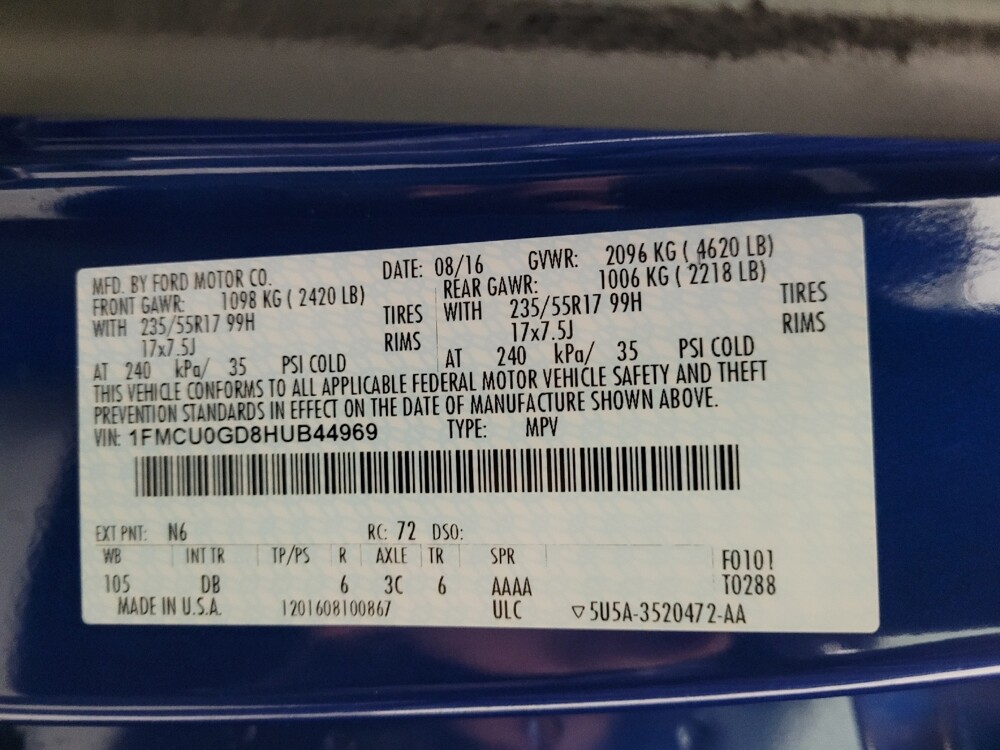 MFD. BY FORD MOTOR CO. DATE: 08/16 GVWR: 2096 KG ( 4620 LB)
FRONT GAWR: 1098 KG ( 2420 LB) REAR GAWR: 1006 KG ( 2218 LB)
WITH 235/55R17 99H TIRES WITH 235/55R17 99H TIRES
17x7.5J RIMS 17x7.5J RIMS
AT 240 kPa/ 35 PSI COLD AT 240 kPa/ 35 PSI COLD
THIS VEHICLE CONFORMS TO ALL APPLICABLE FEDERAL MOTOR VEHICLE SAFETY AND THEFT
PREVENTION STANDARDS IN EFFECT ON THE DATE OF MANUFACTURE SHOWN ABOVE.
VIN: 1FMCU0GD8HUB44969 TYPE: MPV
EXT PNT: N6 RC: 72 DSO:
WB INT TR TP/PS R AXLE TR SPR F0101
105 DB 6 3C 6 AAAA T0288
MADE IN U.S.A. 1201608100867 ULC ▽5U5A-3520472-AA